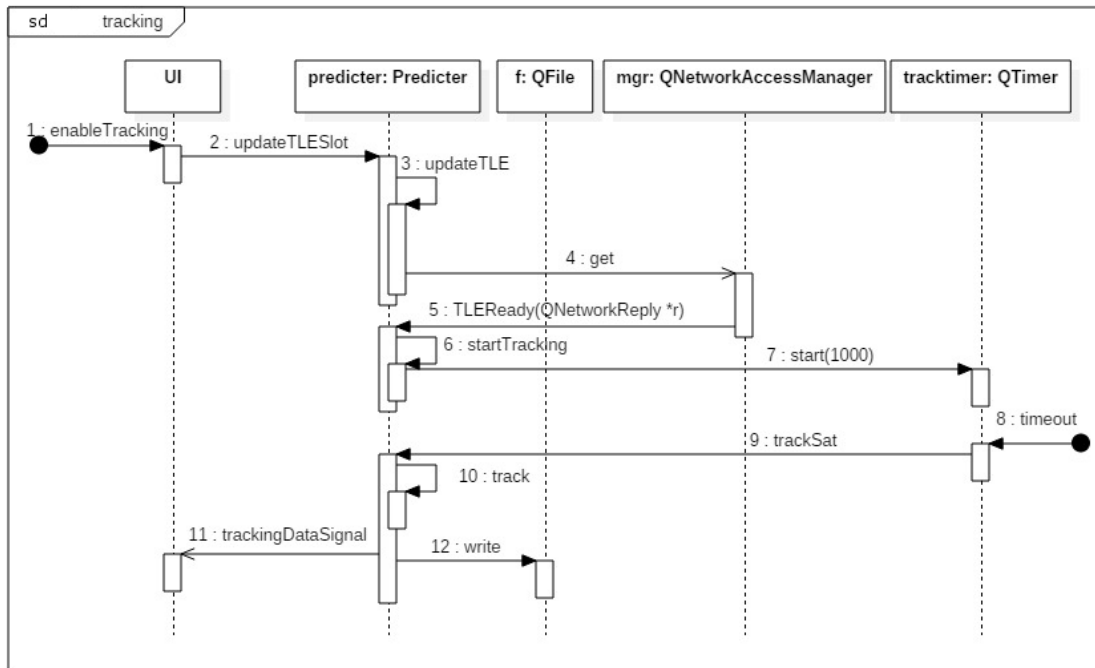 sd tracking
UI
predicter: Predicter
f: QFile
mgr: QNetworkAccessManager
tracktimer: QTimer
1 : enableTracking
2 : updateTLESlot
3 : updateTLE
4 : get
5 : TLEReady(QNetworkReply *r)
6 : startTracking
7 : start(1000)
8 : timeout
9 : trackSat
10 : track
11 : trackingDataSignal
12 : write